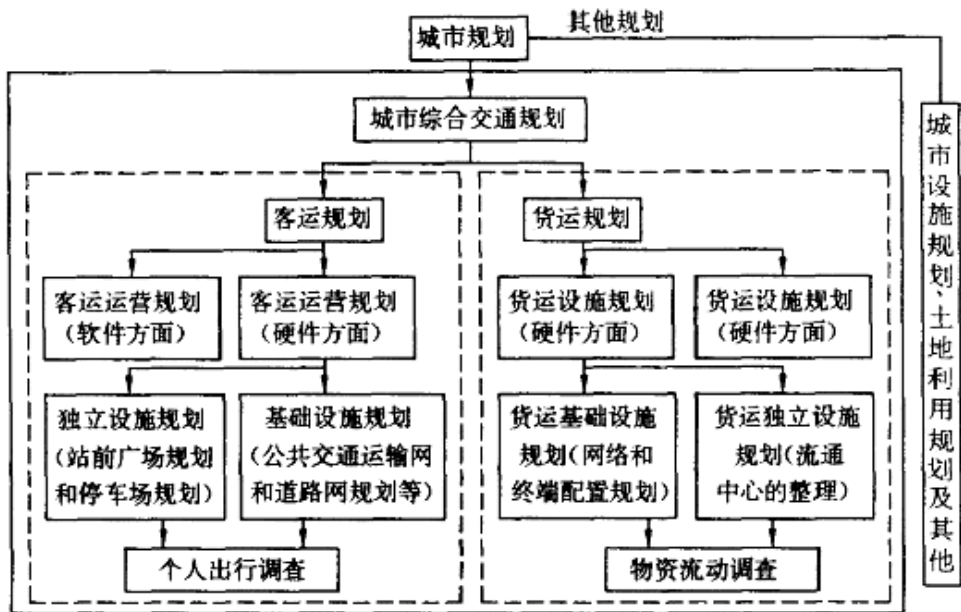 城市规划
其他规划
城市综合交通规划
客运规划
货运规划
客运运营规划
(软件方面)
客运运营规划
(硬件方面)
货运设施规划
(硬件方面)
货运设施规划
(硬件方面)
独立设施规划
(站前广场规划
和停车场规划)
基础设施规划
(公共交通运输网
和道路网规划等)
货运基础设施
规划(网络和
终端配置规划)
货运独立设施
规划(流通
中心的整理)
个人出行调查
物资流动调查
城市设施规划、土地利用规划及其他